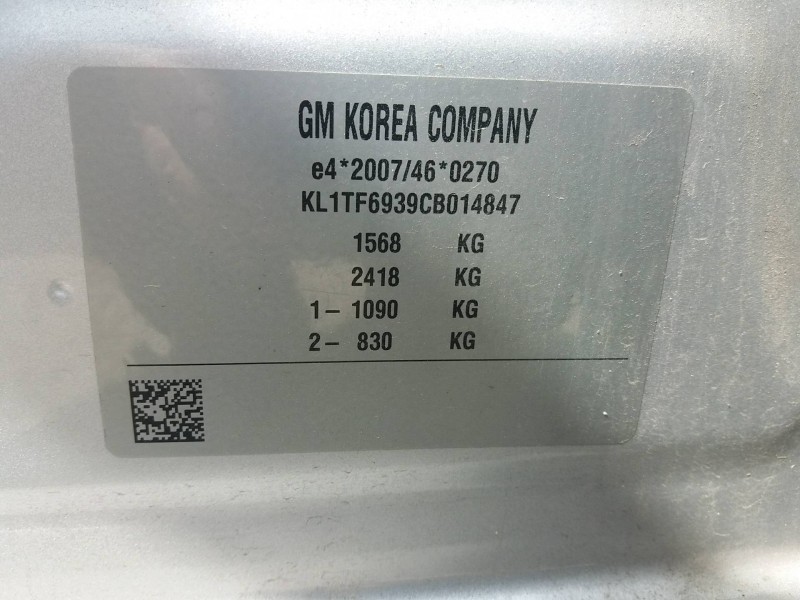 GM KOREA COMPANY
e4*2007/46*0270
KL1TF6939CB014847
1568 KG
2418 KG
1– 1090 KG
2– 830 KG